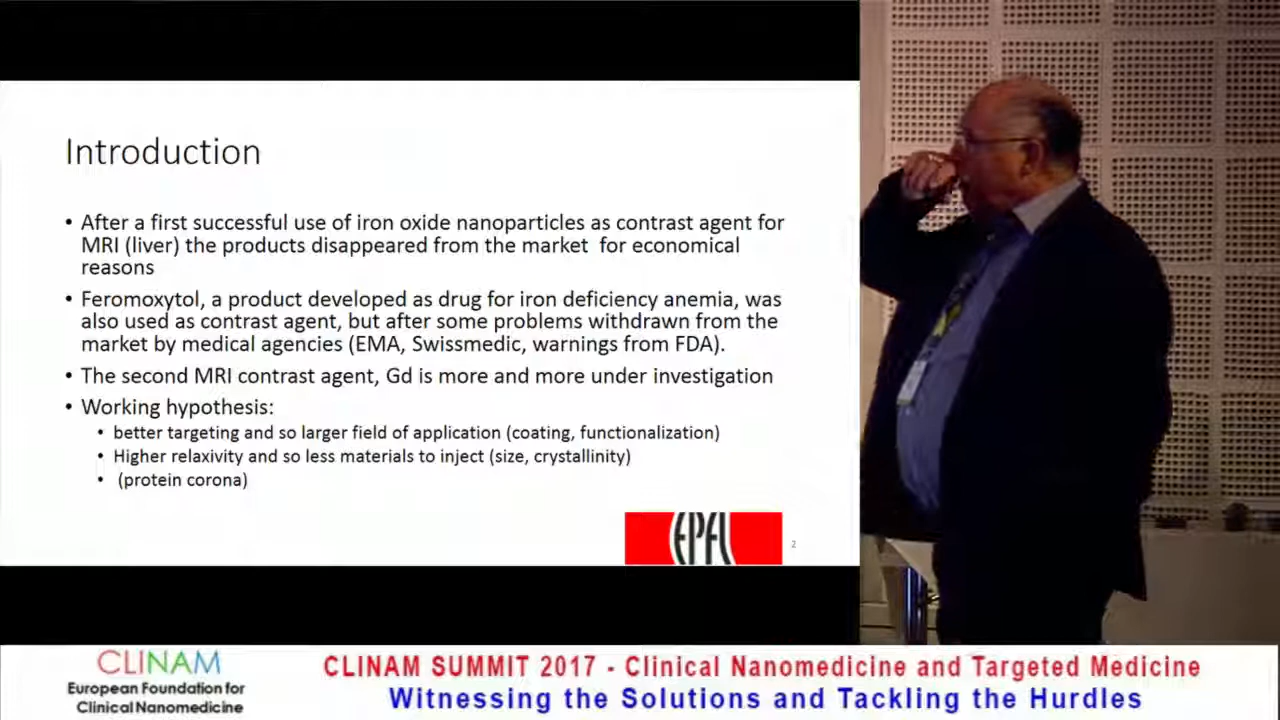 Introduction
• After a first successful use of iron oxide nanoparticles as contrast agent for
MRI (liver) the products disappeared from the market for economical
reasons
• Feromoxytol, a product developed as drug for iron deficiency anemia, was
also used as contrast agent, but after some problems withdrawn from the
market by medical agencies (EMA, Swissmedic, warnings from FDA).
• The second MRI contrast agent, Gd is more and more under investigation
• Working hypothesis:
• better targeting and so larger field of application (coating, functionalization)
• Higher relaxivity and so less materials to inject (size, crystallinity)
• (protein corona)
EPFL
2
CLINAM
European Foundation for
Clinical Nanomedicine
CLINAM SUMMIT 2017 - Clinical Nanomedicine and Targeted Medicine
Witnessing the Solutions and Tackling the Hurdles